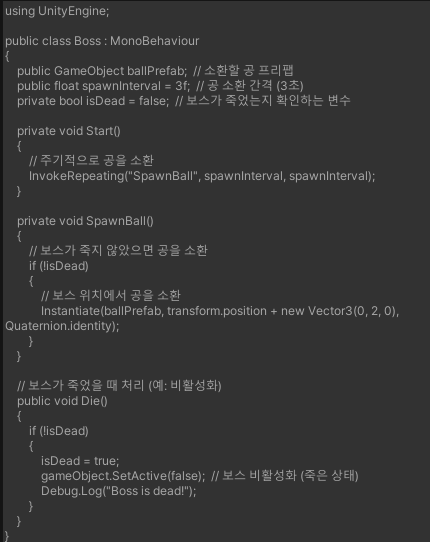 using UnityEngine;

public class Boss : MonoBehaviour
{
    public GameObject ballPrefab;  // 소환할 공 프리팹
    public float spawnInterval = 3f;  // 공 소환 간격 (3초)
    private bool isDead = false;  // 보스가 죽었는지 확인하는 변수

    private void Start()
    {
        // 주기적으로 공을 소환
        InvokeRepeating("SpawnBall", spawnInterval, spawnInterval);
    }

    private void SpawnBall()
    {
        // 보스가 죽지 않았으면 공을 소환
        if (!isDead)
        {
            // 보스 위치에서 공을 소환
            Instantiate(ballPrefab, transform.position + new Vector3(0, 2, 0),
Quaternion.identity);
        }
    }

    // 보스가 죽었을 때 처리 (예: 비활성화)
    public void Die()
    {
        if (!isDead)
        {
            isDead = true;
            gameObject.SetActive(false);  // 보스 비활성화 (죽은 상태)
            Debug.Log("Boss is dead!");
        }
    }
}